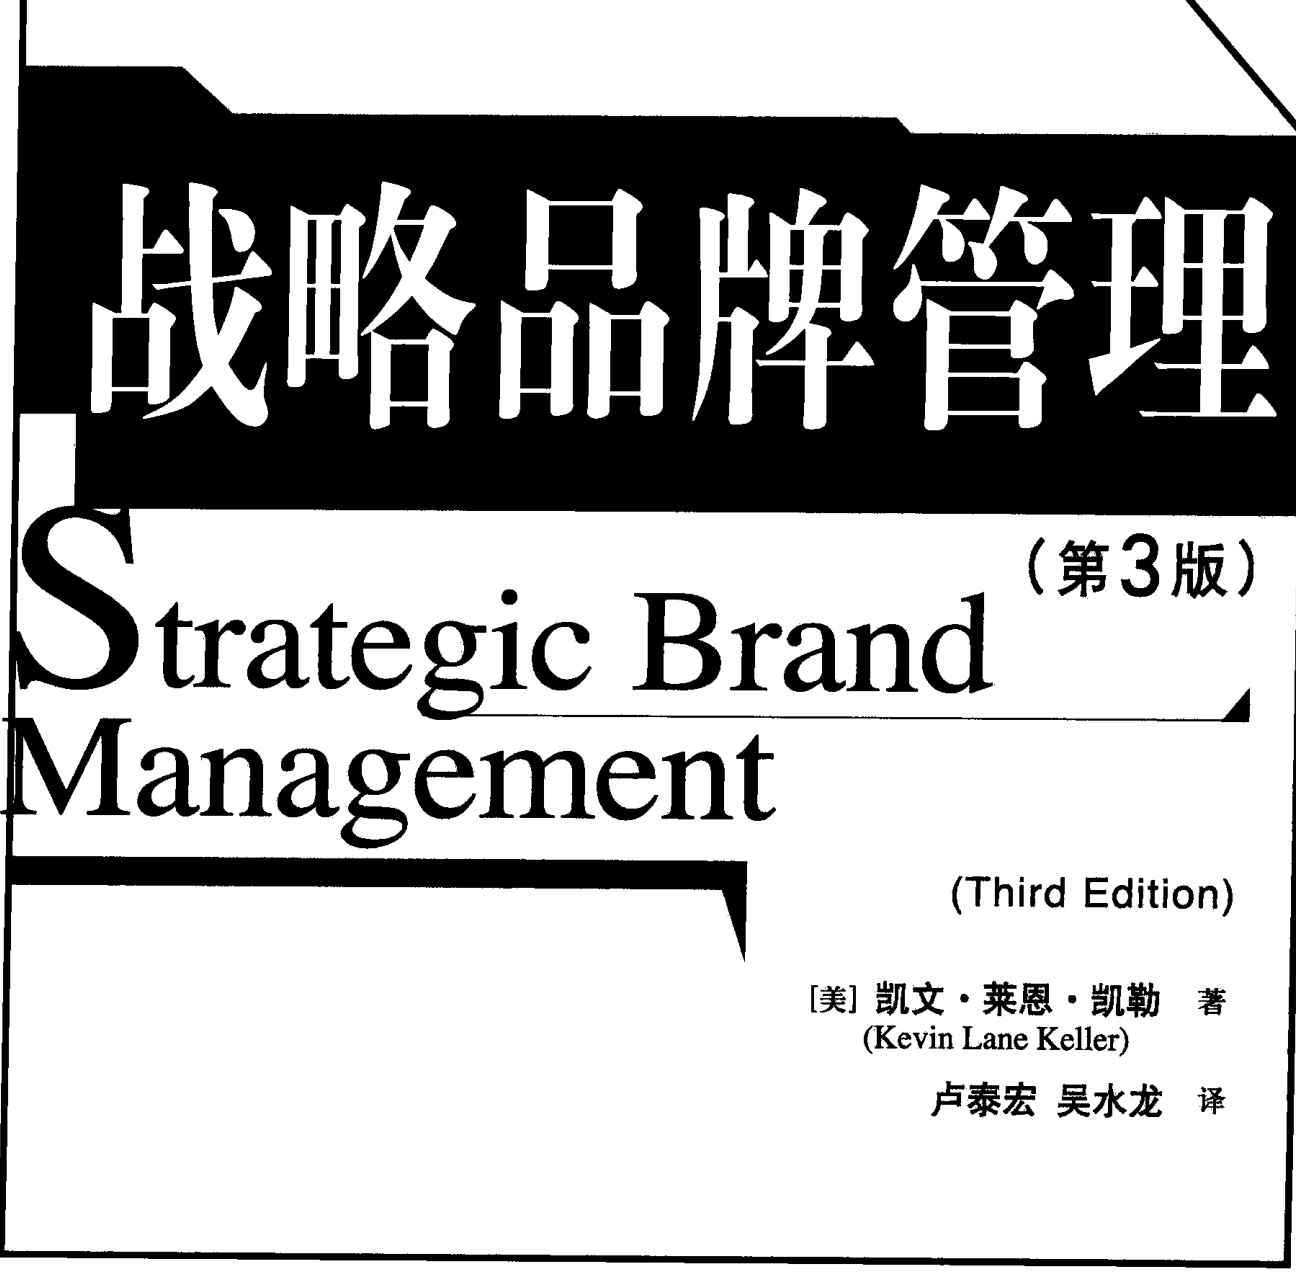 战略品牌管理
（第3版）
Strategic Brand
Management
(Third Edition)
[美] 凯文·莱恩·凯勒 著
(Kevin Lane Keller)
卢泰宏 吴水龙 译